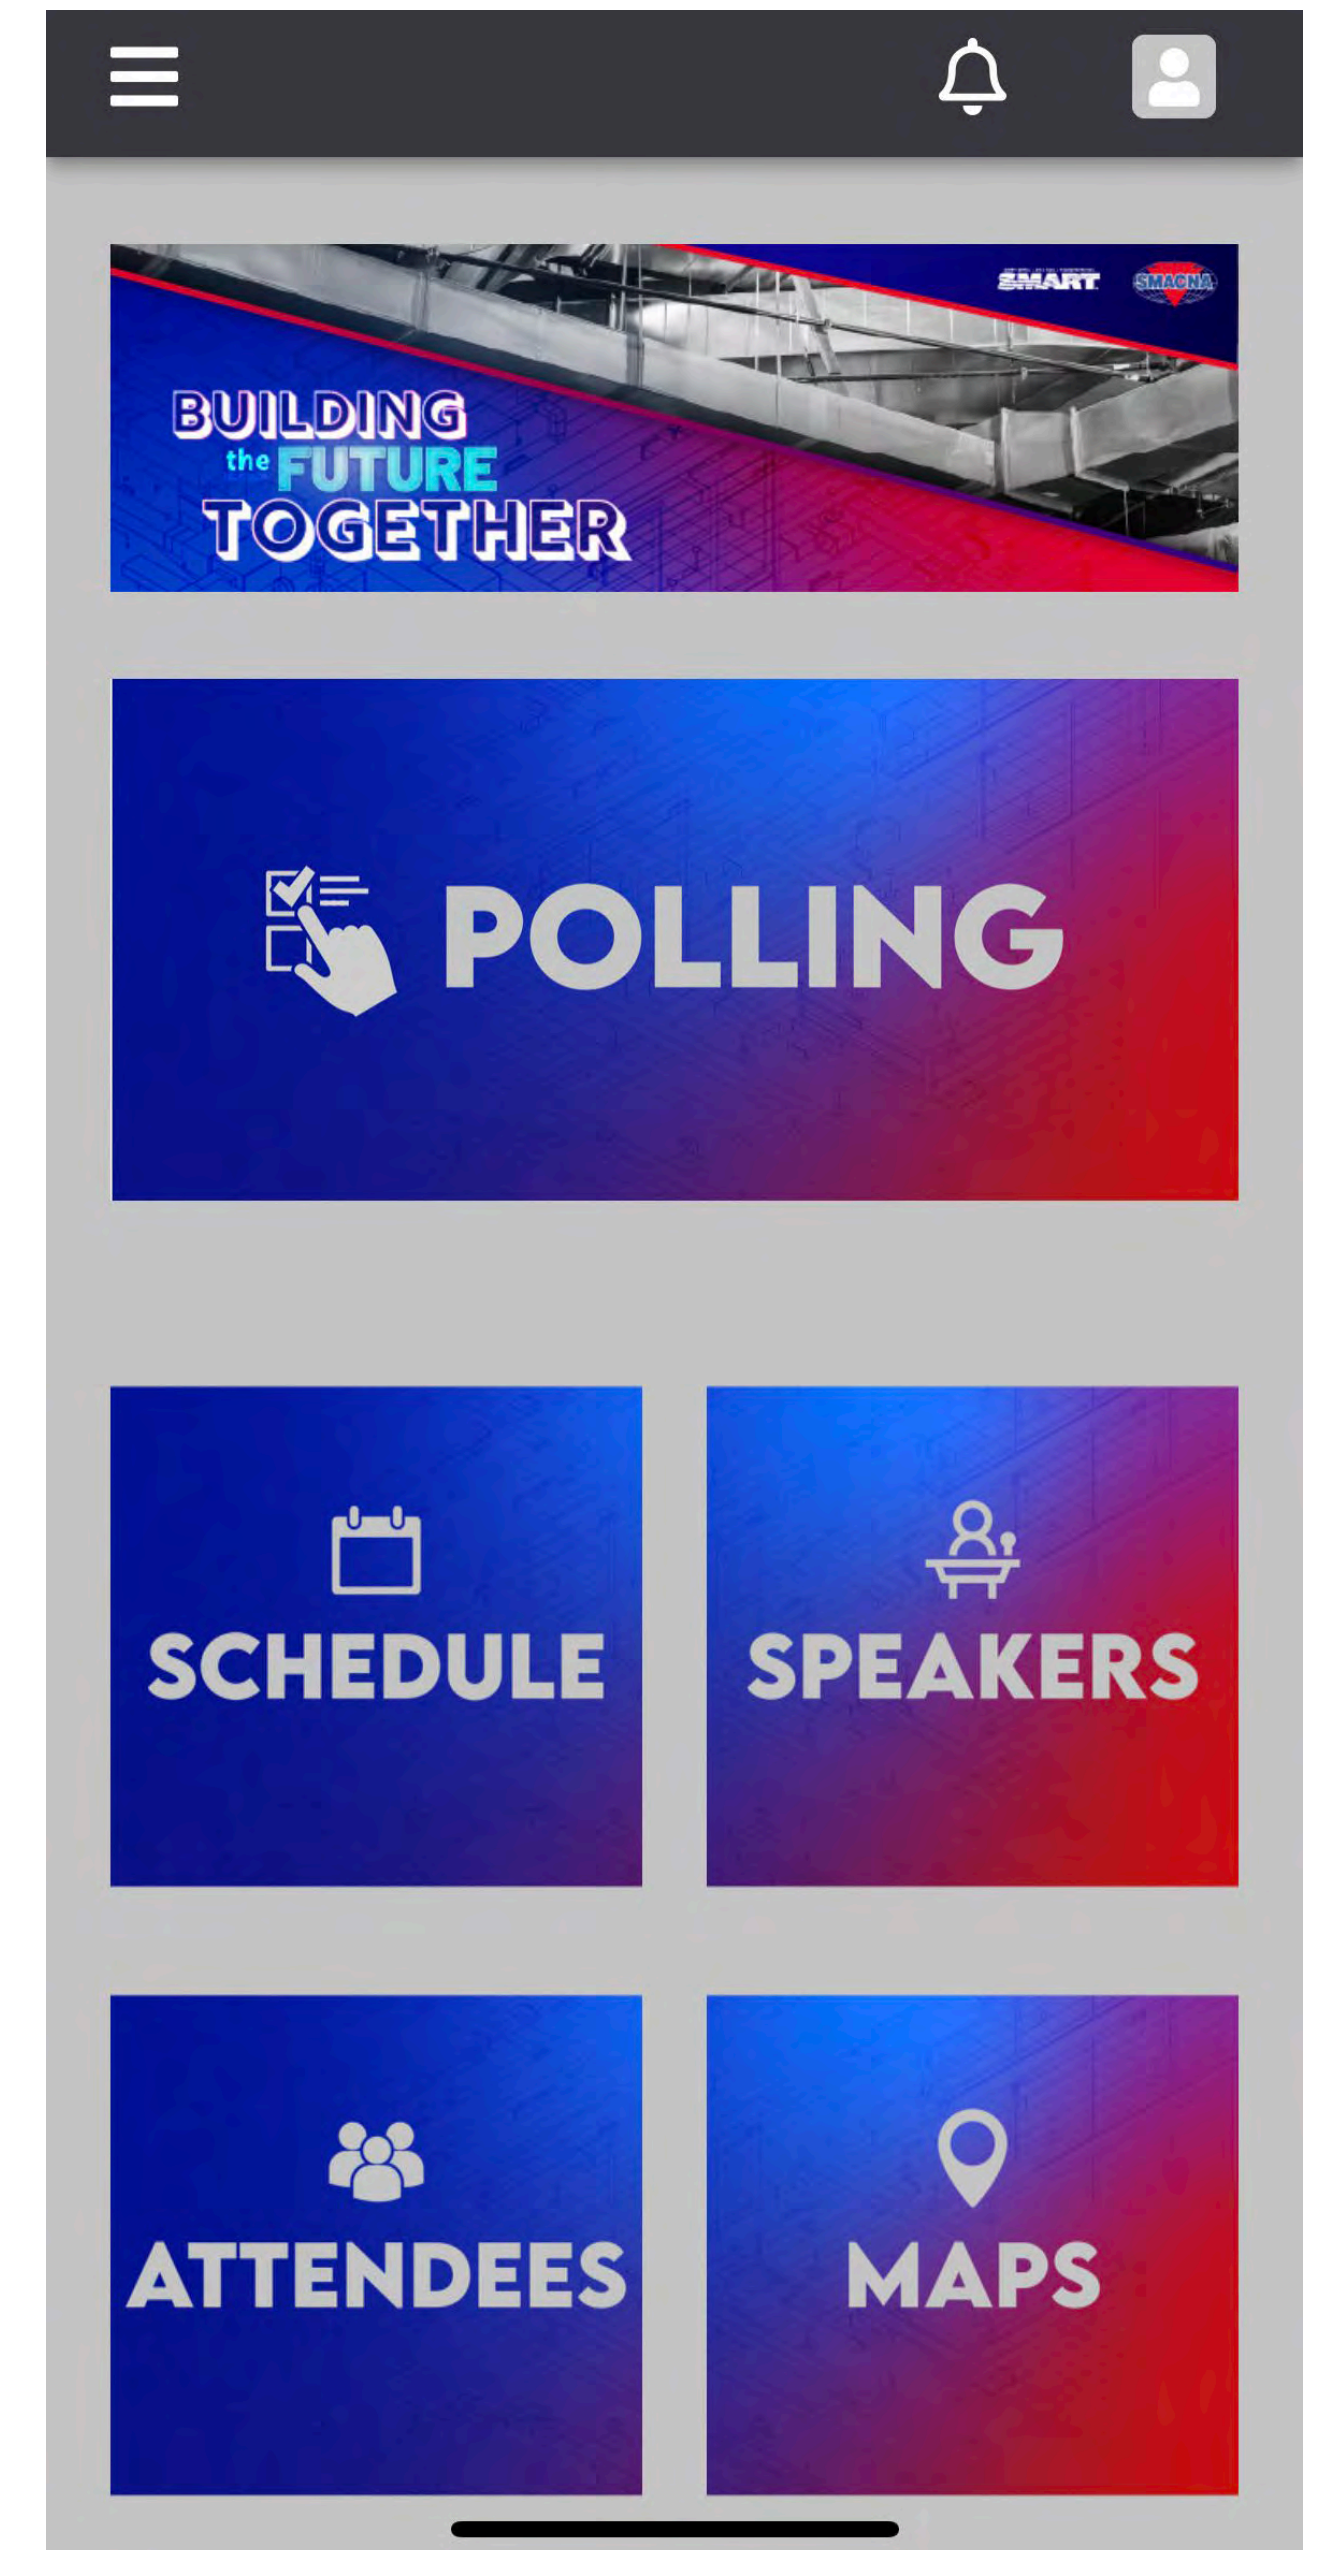 SMART
SMACNA
BUILDING
the FUTURE
TOGETHER
POLLING
SCHEDULE
SPEAKERS
ATTENDEES
MAPS